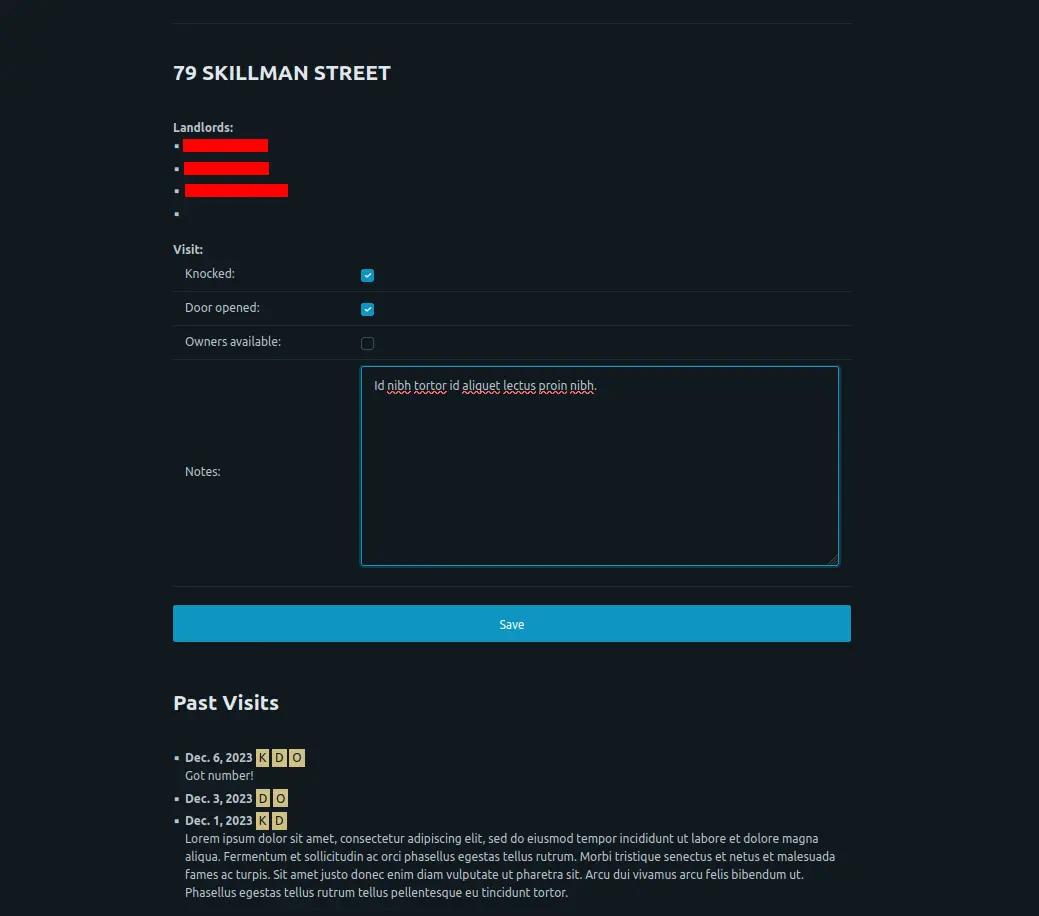 79 SKILLMAN STREET
Landlords:
Visit:
Knocked:
Door opened:
Owners available:
Id nibh tortor id aliquet lectus proin nibh.
Notes:
Save
Past Visits
Dec. 6, 2023 K D O
Got number!
Dec. 3, 2023 D O
Dec. 1, 2023 K D
Lorem ipsum dolor sit amet, consectetur adipiscing elit, sed do eiusmod tempor incididunt ut labore et dolore magna
aliqua. Fermentum et sollicitudin ac orci phasellus egestas tellus rutrum. Morbi tristique senectus et netus et malesuada
fames ac turpis. Sit amet justo donec enim diam vulputate ut pharetra sit. Arcu dui vivamus arcu felis bibendum ut.
Phasellus egestas tellus rutrum tellus pellentesque eu tincidunt tortor.